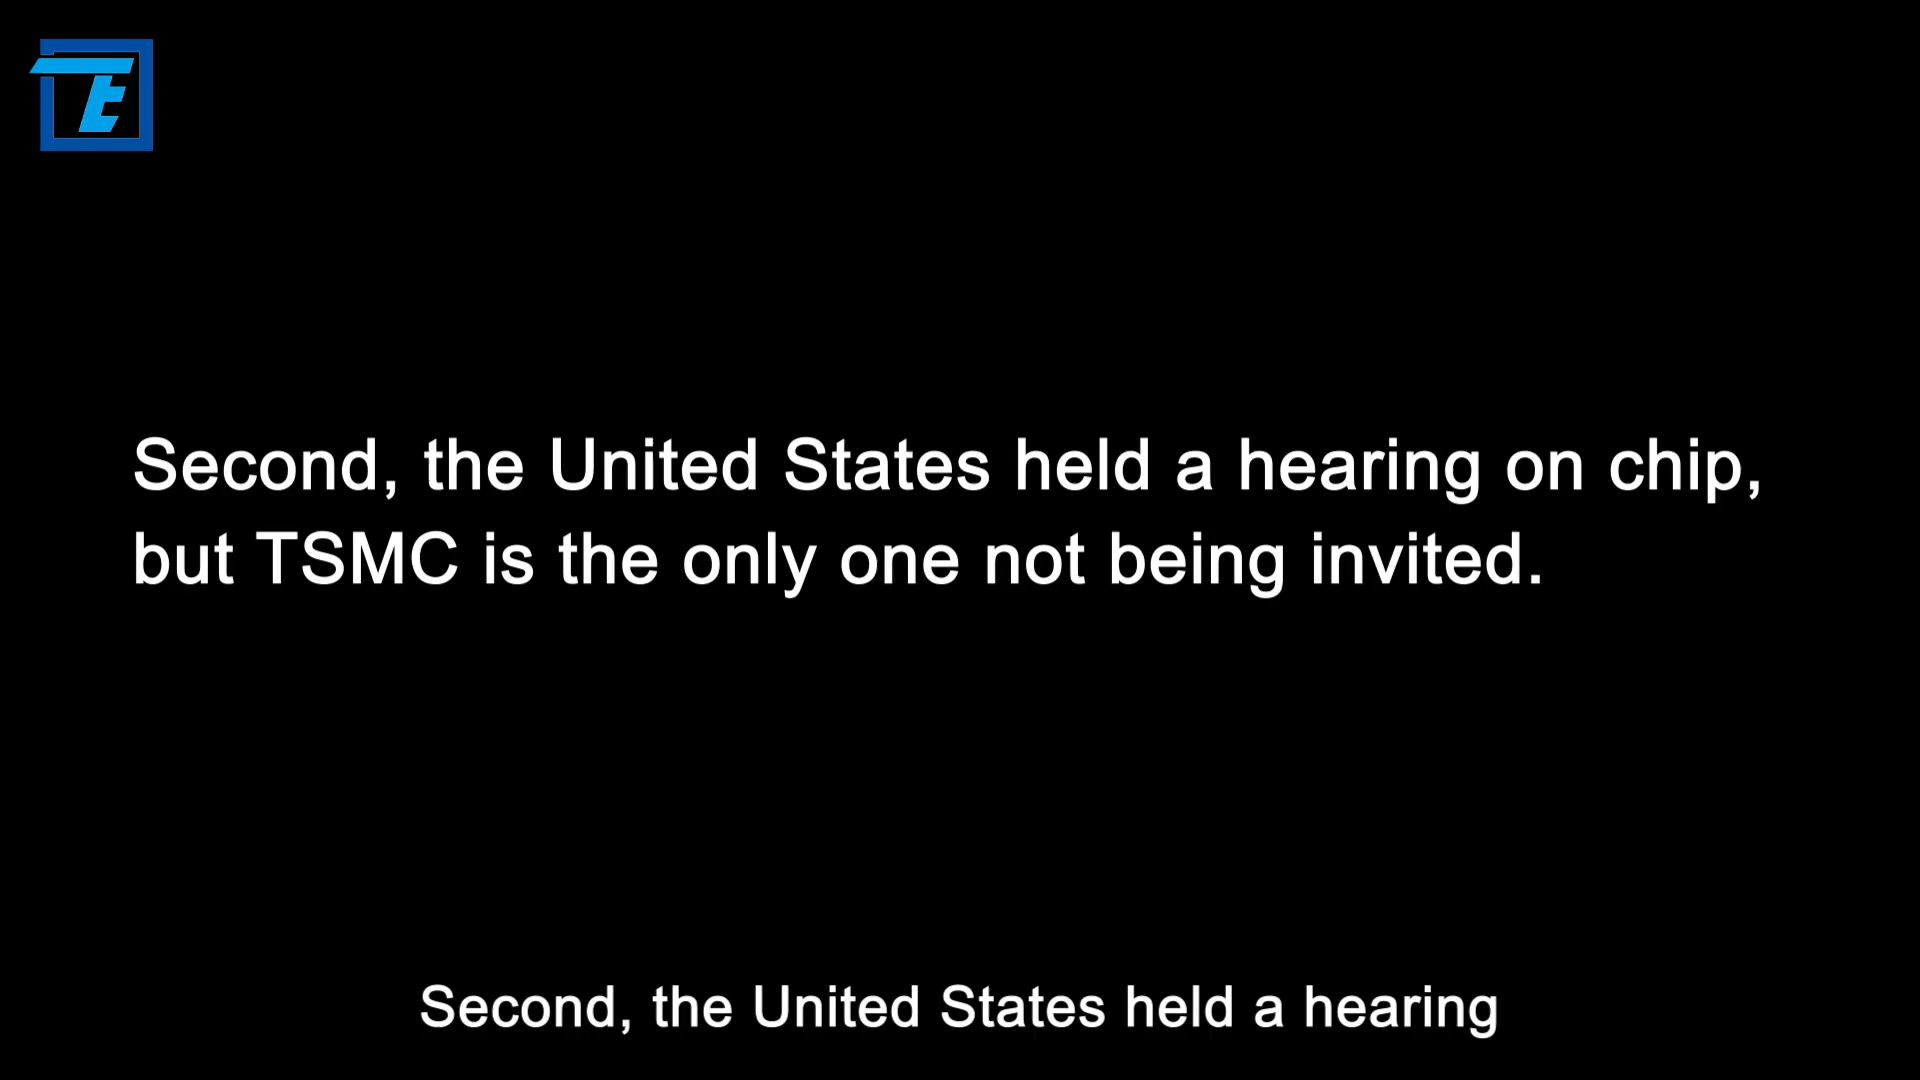 TE
Second, the United States held a hearing on chip,
but TSMC is the only one not being invited.
Second, the United States held a hearing